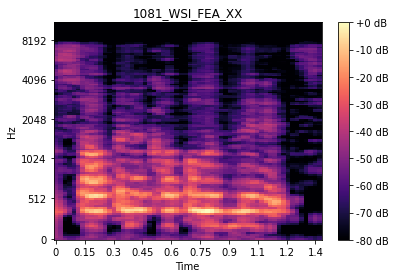 1081_WSI_FEA_XX
+0 dB
8192
-10 dB
4096
-20 dB
-30 dB
2048
Hz
-40 dB
1024
-50 dB
512
-60 dB
-70 dB
0
-80 dB
0 0.15 0.3 0.45 0.6 0.75 0.9 1.1 1.2 1.4
Time